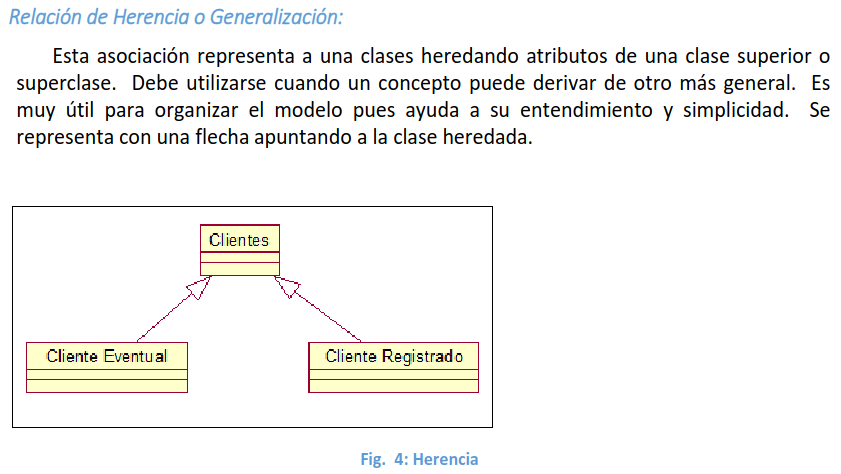 Relación de Herencia o Generalización:
Esta asociación representa a una clases heredando atributos de una clase superior o
superclase. Debe utilizarse cuando un concepto puede derivar de otro más general. Es
muy útil para organizar el modelo pues ayuda a su entendimiento y simplicidad. Se
representa con una flecha apuntando a la clase heredada.
Clientes
Cliente Eventual
Cliente Registrado
Fig. 4: Herencia